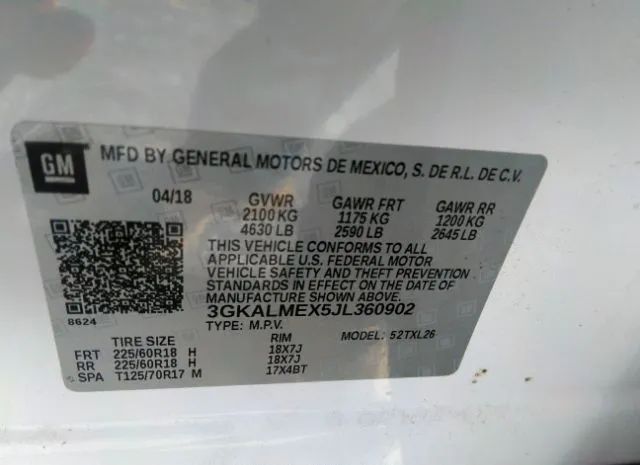 GM
MFD BY GENERAL MOTORS DE MEXICO, S. DE R.L. DE C.V.
04/18 GVWR GAWR FRT GAWR RR
2100 KG 1175 KG 1200 KG
4630 LB 2590 LB 2645 LB
THIS VEHICLE CONFORMS TO ALL
APPLICABLE U.S. FEDERAL MOTOR
VEHICLE SAFETY AND THEFT PREVENTION
STANDARDS IN EFFECT ON THE DATE OF
MANUFACTURE SHOWN ABOVE.
8624 3GKALMEX5JL360902
TYPE: M.P.V.
TIRE SIZE RIM 52TXL26
FRT 225/60R18 H 18X7J
RR 225/60R18 H 18X7J
SPA T125/70R17 M 17X4BT